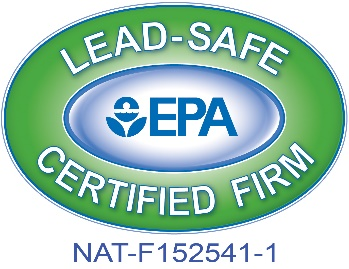 LEAD-SAFE
EPA
CERTIFIED FIRM
NAT-F152541-1